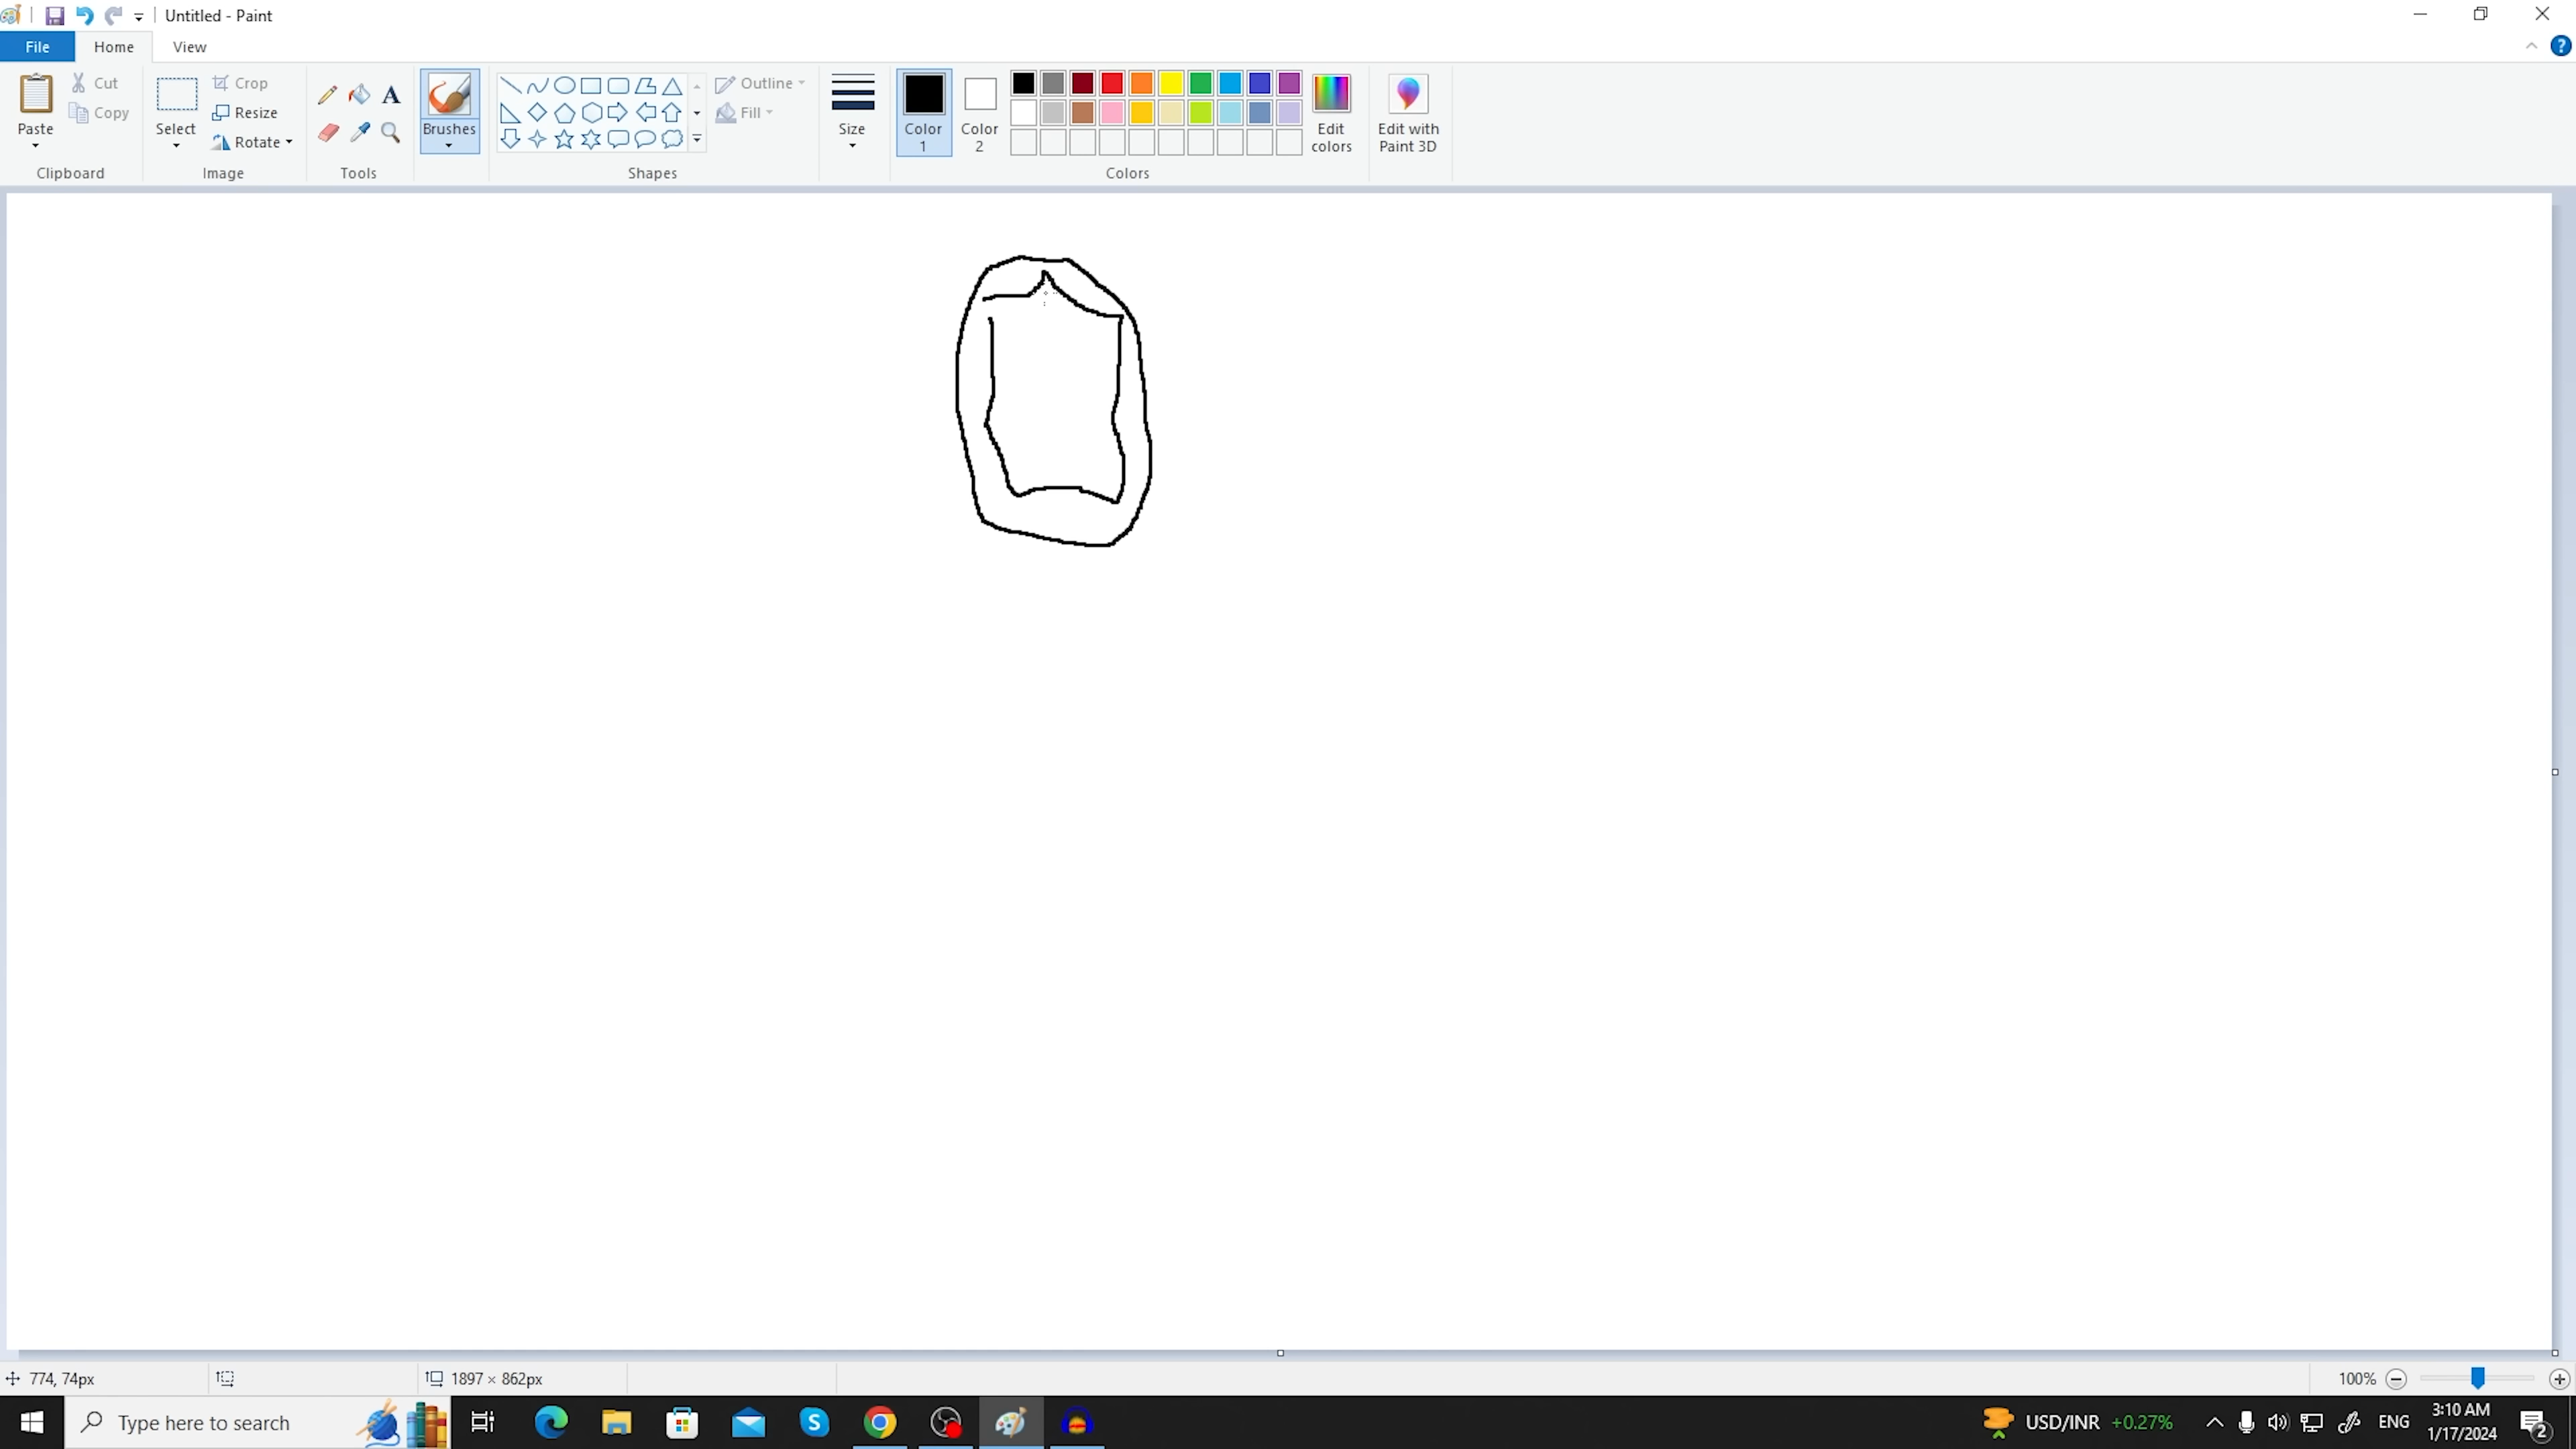 Untitled - Paint
File Home View
Paste
Cut
Copy
Clipboard
Select
Crop
Resize
Rotate
Image
A
Tools
Brushes
Outline
Fill
Shapes
Size
Color 1
Color 2
Edit colors
Colors
Edit with Paint 3D
774, 74px
1897 × 862px
100%
Type here to search
USD/INR +0.27%
ENG
3:10 AM
1/17/2024
2